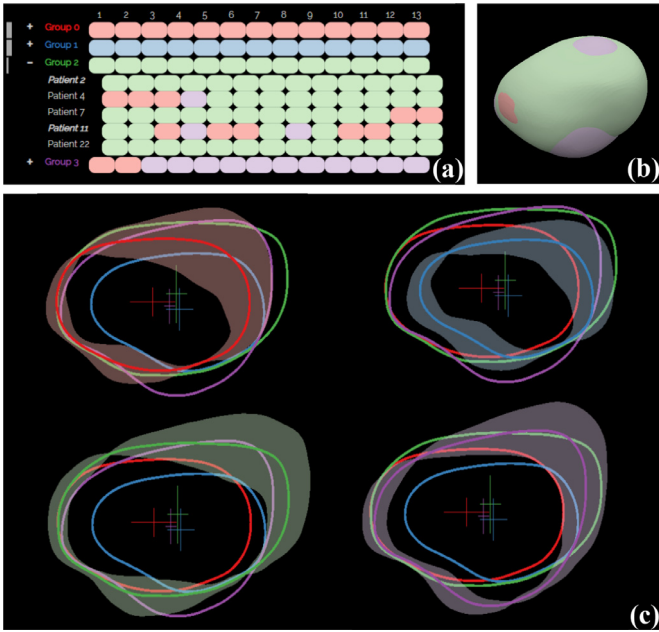 1 2 3 4 5 6 7 8 9 10 11 12 13
+ Group 0
+ Group 1
− Group 2
Patient 2
Patient 4
Patient 7
Patient 11
Patient 22
+ Group 3
(a)
(b)
(c)